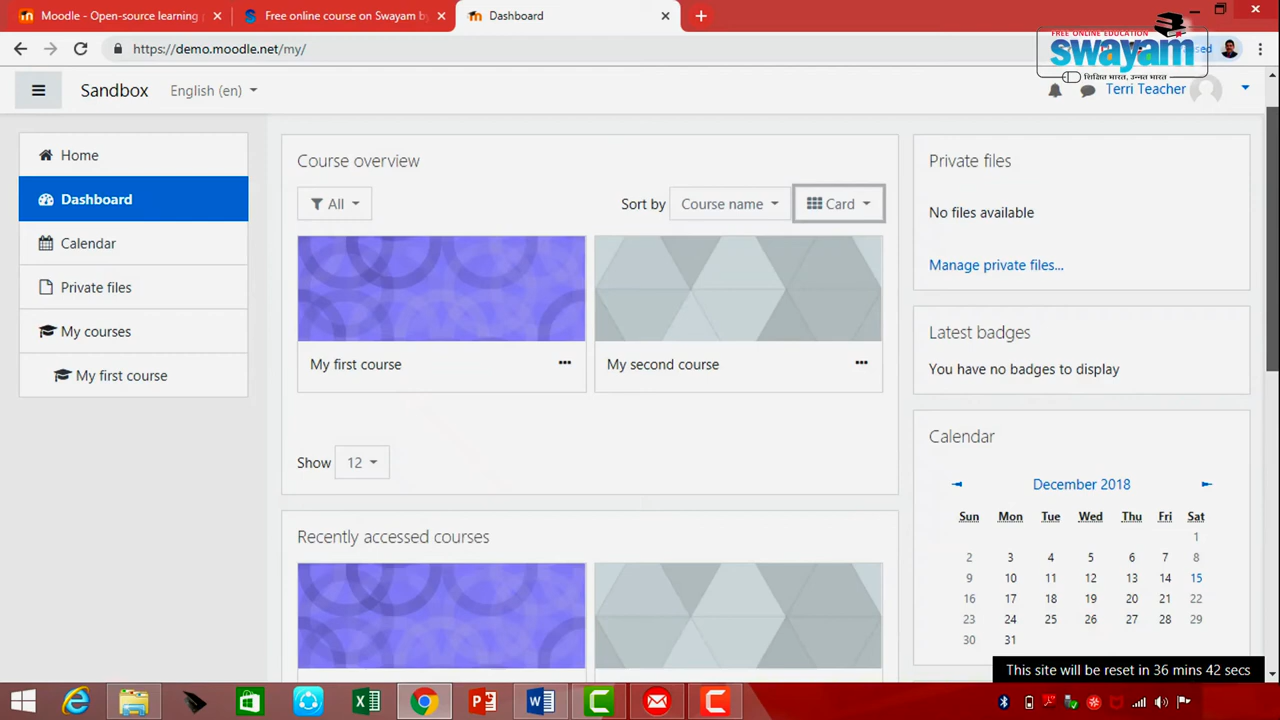 Moodle - Open-source learning
Free online course on Swayam by
Dashboard
https://demo.moodle.net/my/
FREE ONLINE EDUCATION
swayam
शिक्षित भारत, उन्नत भारत
Sandbox
English (en)
Terri Teacher
Home
Dashboard
Calendar
Private files
My courses
My first course
Course overview
All
Sort by
Course name
Card
My first course
My second course
Show
12
Recently accessed courses
Private files
No files available
Manage private files...
Latest badges
You have no badges to display
Calendar
December 2018
Sun Mon Tue Wed Thu Fri Sat
1
2 3 4 5 6 7 8
9 10 11 12 13 14 15
16 17 18 19 20 21 22
23 24 25 26 27 28 29
30 31
This site will be reset in 36 mins 42 secs